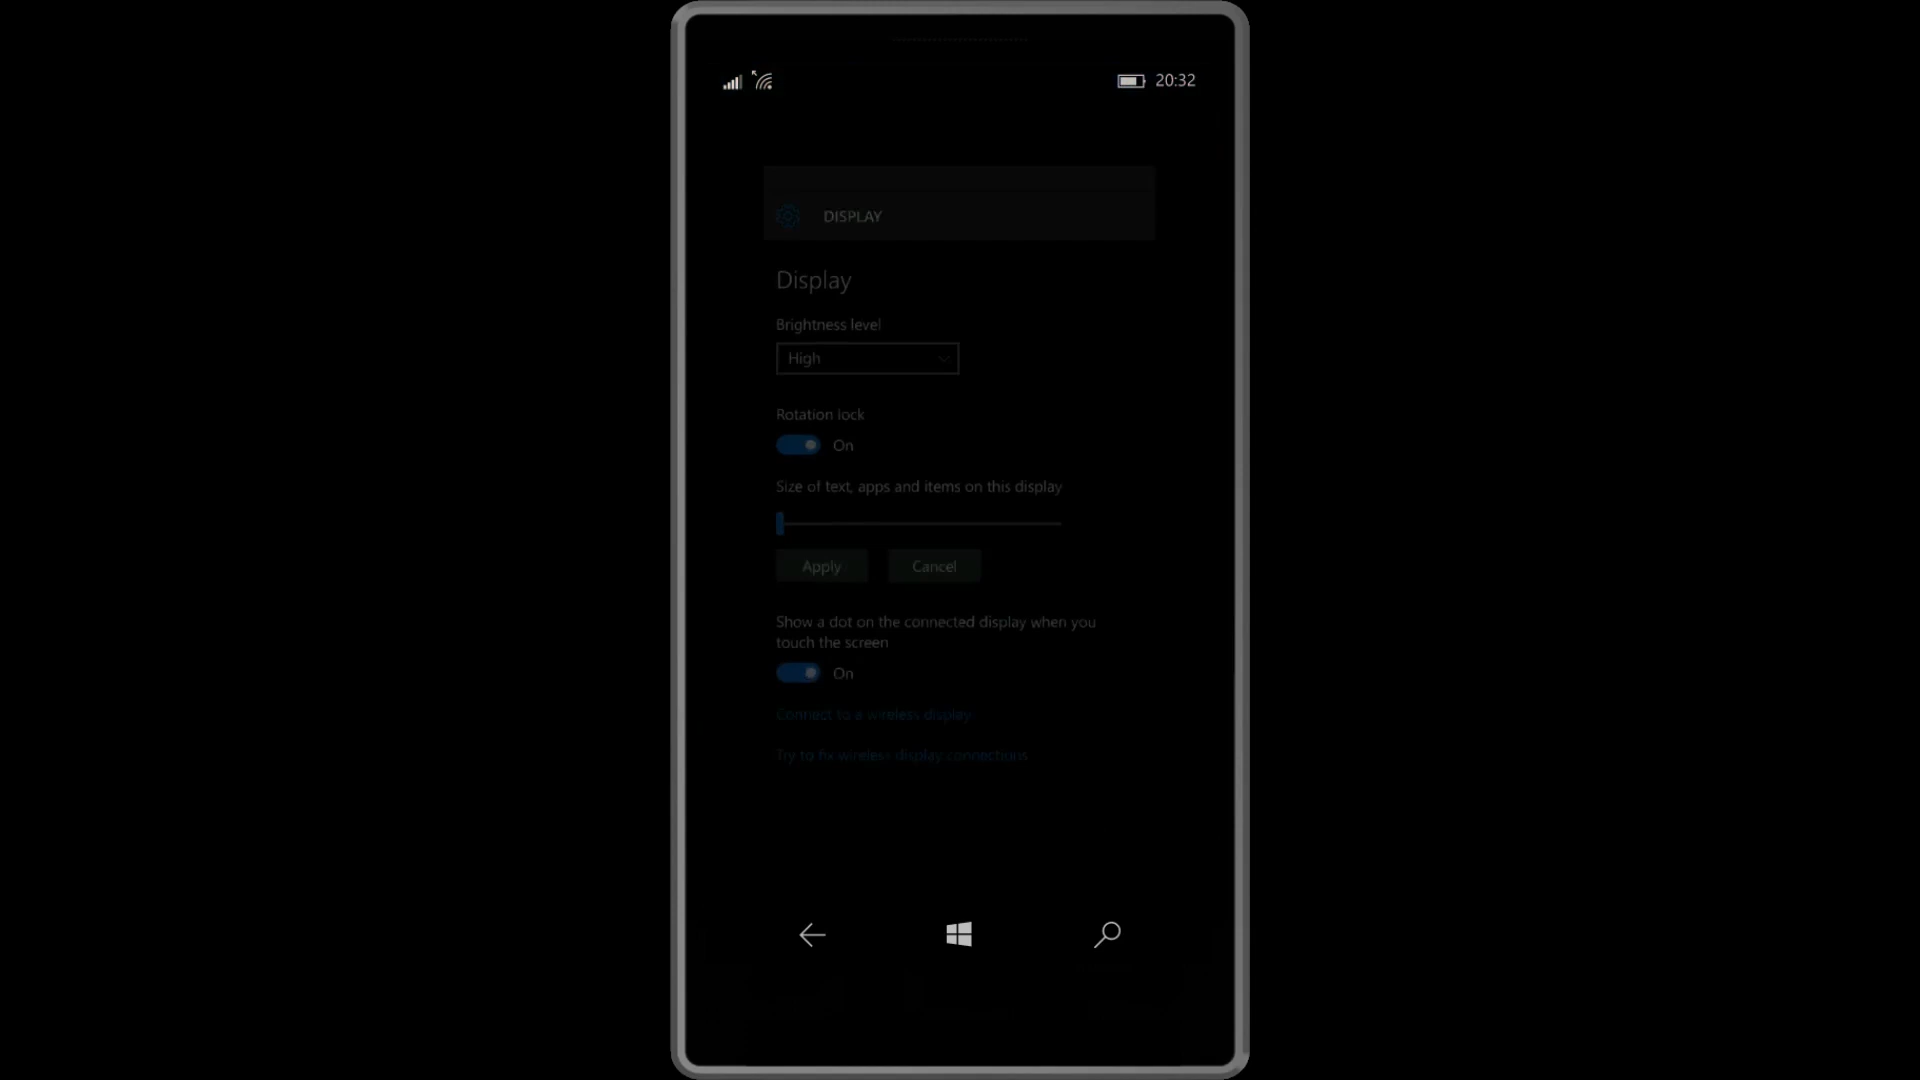 20:32
DISPLAY
Display
Brightness level
High
Rotation lock
On
Size of text, apps and items on this display
Apply Cancel
Show a dot on the connected display when you
touch the screen
On
Connect to a wireless display
Try to fix wireless display connections